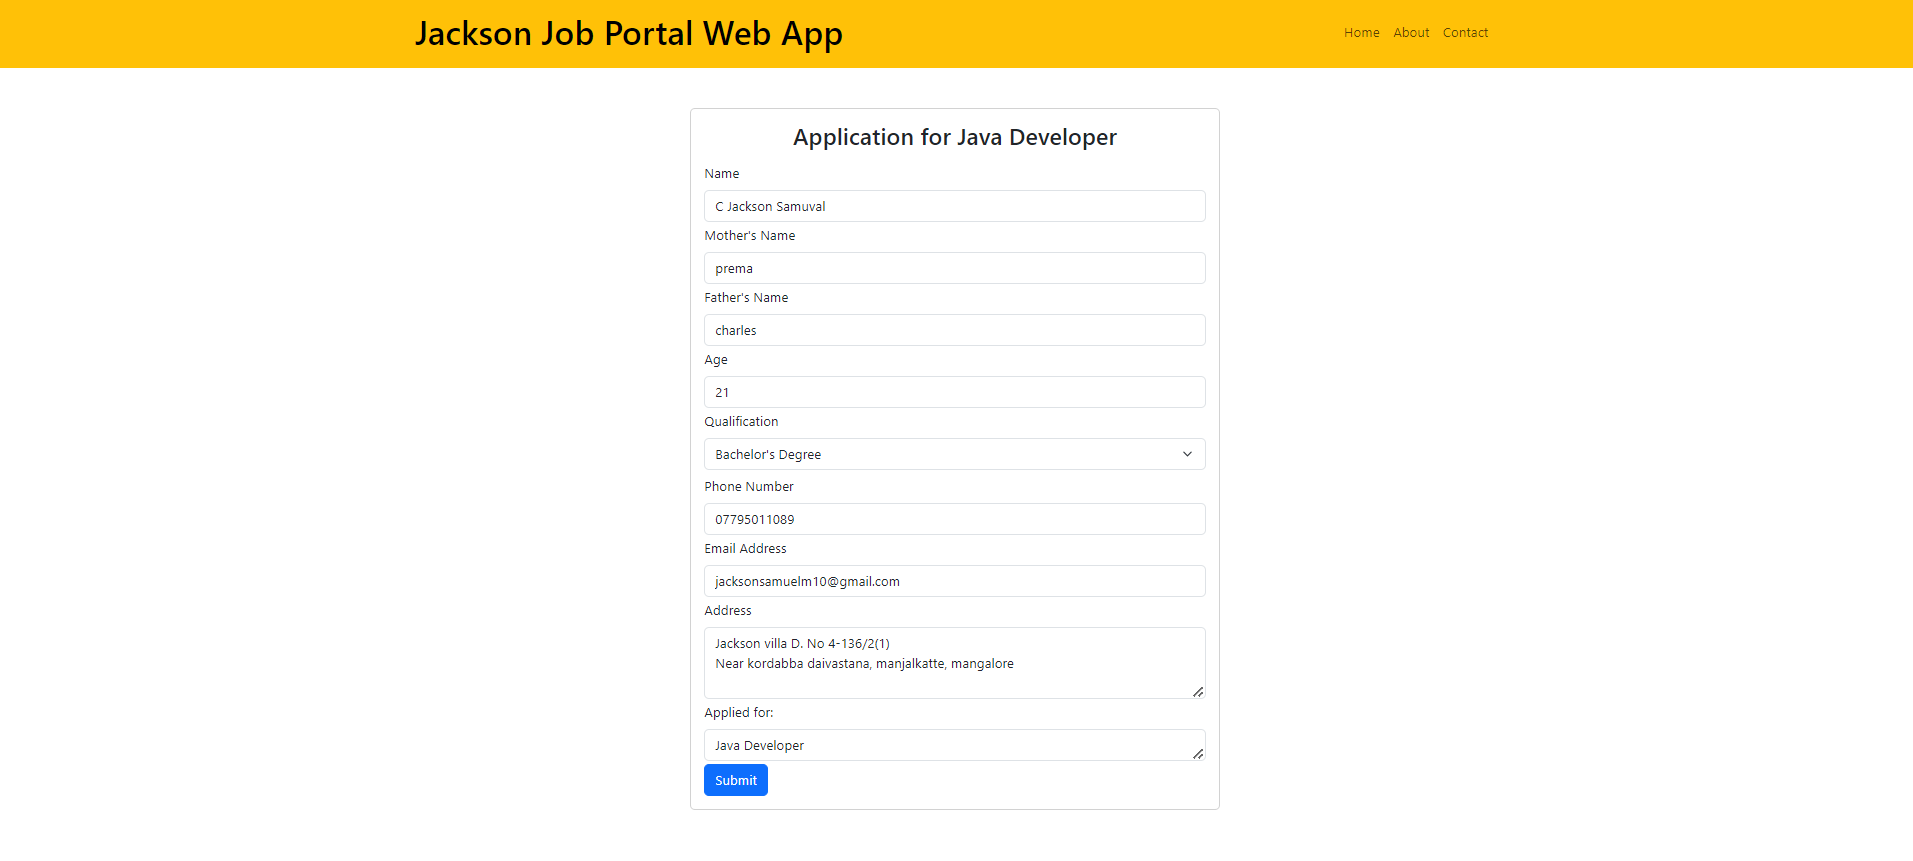 Jackson Job Portal Web App
Home About Contact
Application for Java Developer
Name
C Jackson Samuval
Mother's Name
prema
Father's Name
charles
Age
21
Qualification
Bachelor's Degree
Phone Number
07795011089
Email Address
jacksonsamuelm10@gmail.com
Address
Jackson villa D. No 4-136/2(1)
Near kordabba daivastana, manjalkatte, mangalore
Applied for:
Java Developer
Submit